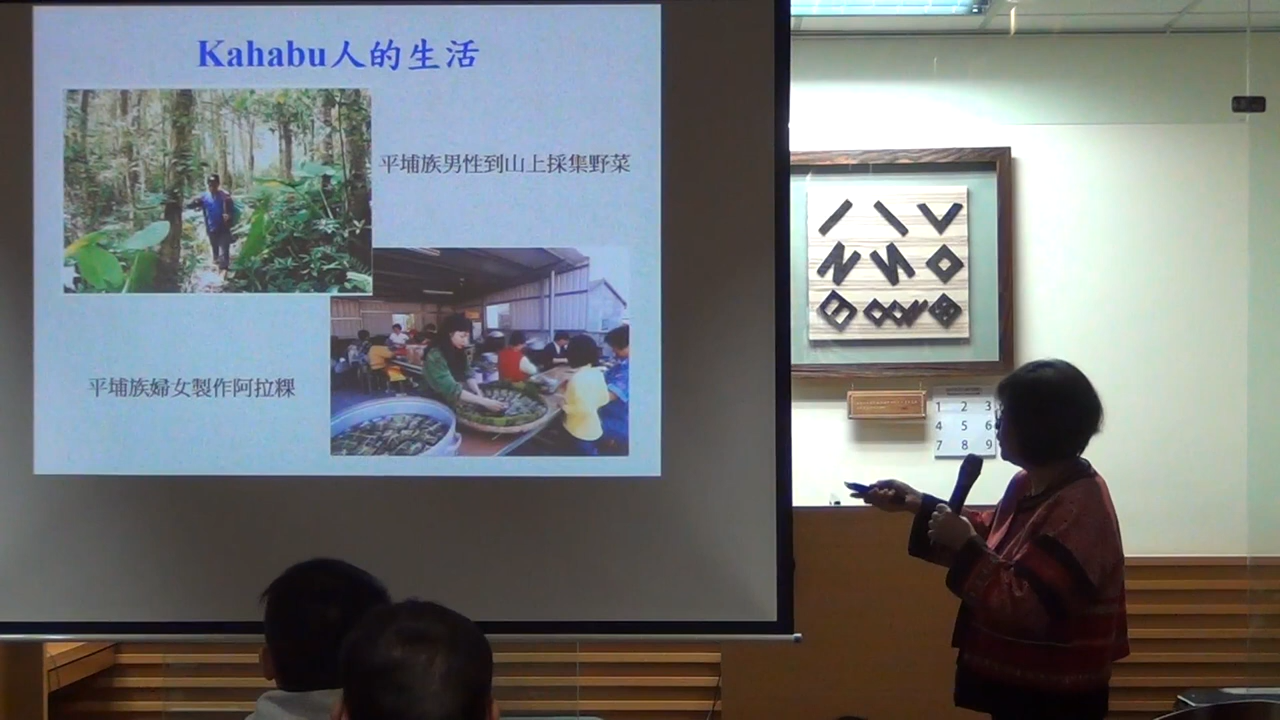 Kahabu人的生活
平埔族男性到山上採集野菜
平埔族婦女製作阿拉粿
1 2 3
4 5 6
7 8 9